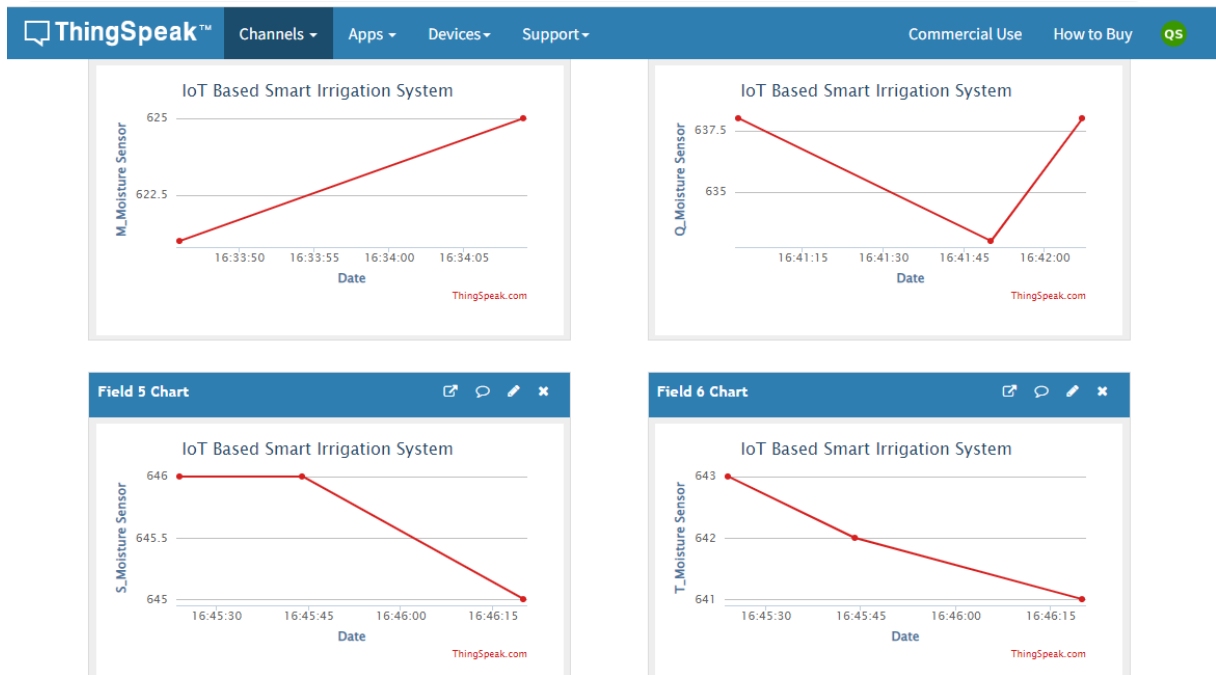 ThingSpeak™ Channels Apps Devices Support Commercial Use How to Buy QS
IoT Based Smart Irrigation System
M_Moisture Sensor
625
622.5
16:33:50 16:33:55 16:34:00 16:34:05
Date
ThingSpeak.com
IoT Based Smart Irrigation System
Q_Moisture Sensor
637.5
635
16:41:15 16:41:30 16:41:45 16:42:00
Date
ThingSpeak.com
Field 5 Chart
IoT Based Smart Irrigation System
S_Moisture Sensor
646
645.5
645
16:45:30 16:45:45 16:46:00 16:46:15
Date
ThingSpeak.com
Field 6 Chart
IoT Based Smart Irrigation System
T_Moisture Sensor
643
642
641
16:45:30 16:45:45 16:46:00 16:46:15
Date
ThingSpeak.com